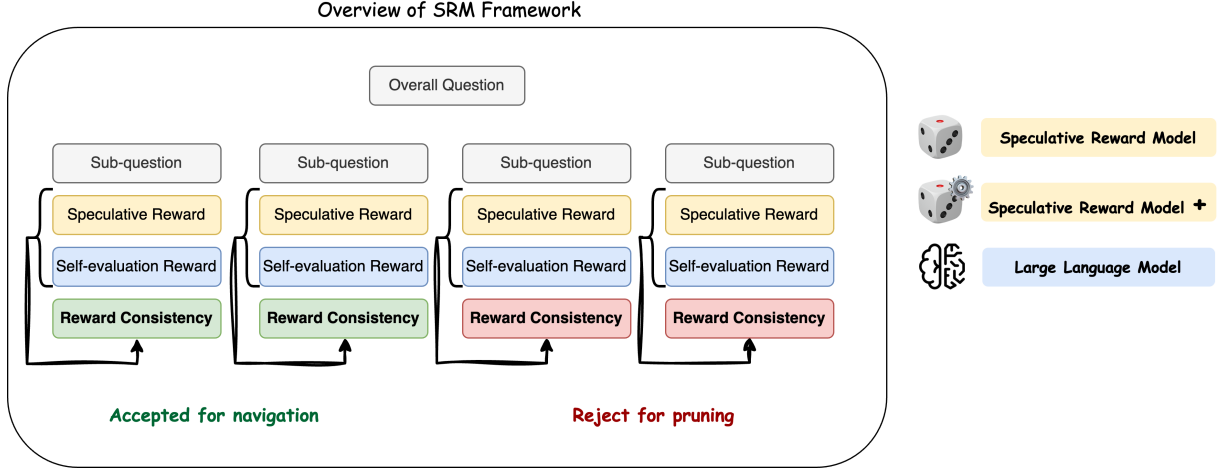 Overview of SRM Framework
Overall Question
Sub-question
Sub-question
Sub-question
Sub-question
Speculative Reward
Speculative Reward
Speculative Reward
Speculative Reward
Self-evaluation Reward
Self-evaluation Reward
Self-evaluation Reward
Self-evaluation Reward
Reward Consistency
Reward Consistency
Reward Consistency
Reward Consistency
Accepted for navigation
Reject for pruning
Speculative Reward Model
Speculative Reward Model +
Large Language Model